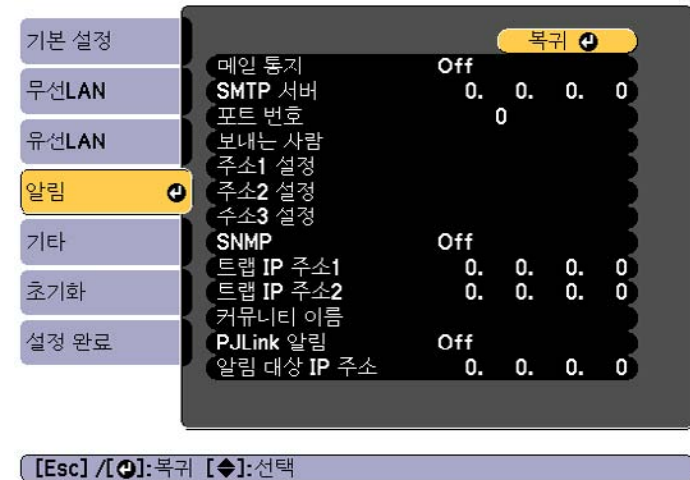 기본 설정
무선LAN
유선LAN
알림
기타
초기화
설정 완료
복귀
메일 통지 Off
SMTP 서버 0. 0. 0. 0
포트 번호 0
보내는 사람
주소1 설정
주소2 설정
주소3 설정
SNMP Off
트랩 IP 주소1 0. 0. 0. 0
트랩 IP 주소2 0. 0. 0. 0
커뮤니티 이름
PJLink 알림 Off
알림 대상 IP 주소 0. 0. 0. 0
[Esc] /[⏎]:복귀 [◆]:선택